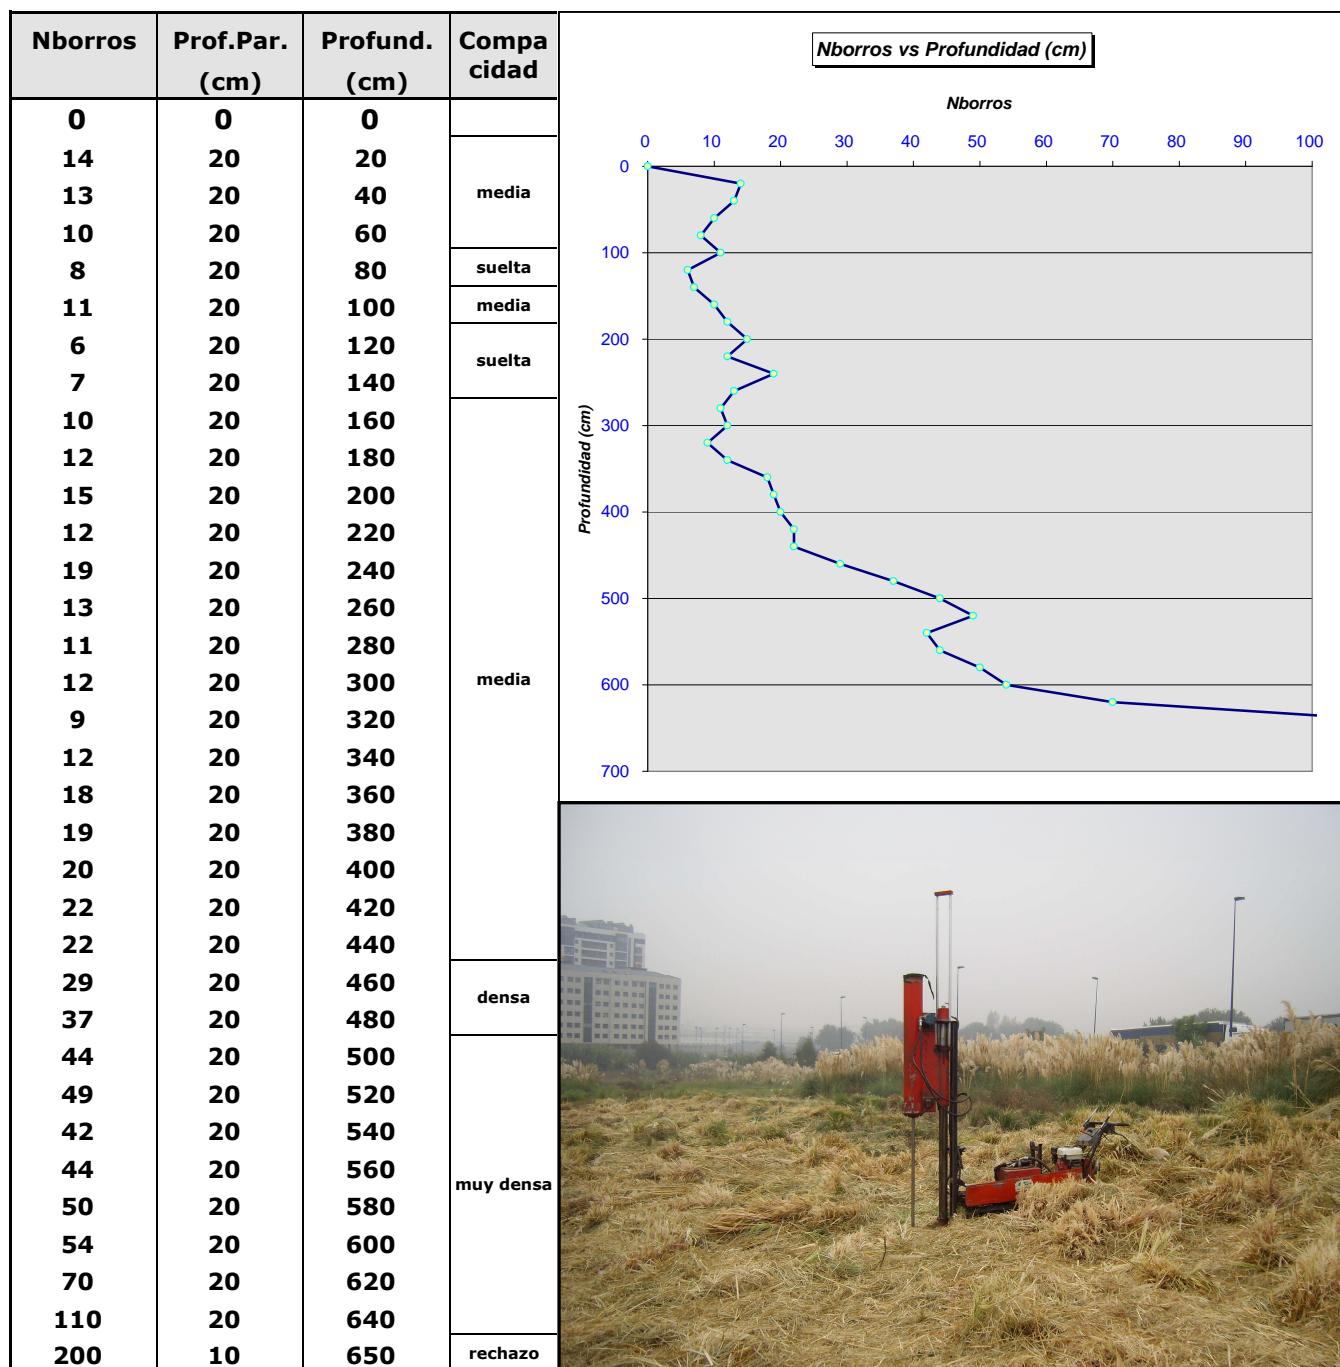 Nborros Prof.Par. (cm) Profund. (cm) Compa cidad
0 0 0
14 20 20
13 20 40 media
10 20 60
8 20 80 suelta
11 20 100 media
6 20 120 suelta
7 20 140
10 20 160
12 20 180
15 20 200
12 20 220
19 20 240
13 20 260
11 20 280
12 20 300 media
9 20 320
12 20 340
18 20 360
19 20 380
20 20 400
22 20 420
22 20 440
29 20 460 densa
37 20 480
44 20 500
49 20 520
42 20 540
44 20 560 muy densa
50 20 580
54 20 600
70 20 620
110 20 640
200 10 650 rechazo
Nborros vs Profundidad (cm)
Nborros
0 10 20 30 40 50 60 70 80 90 100
0
100
200
300
400
500
600
700
Profundidad (cm)